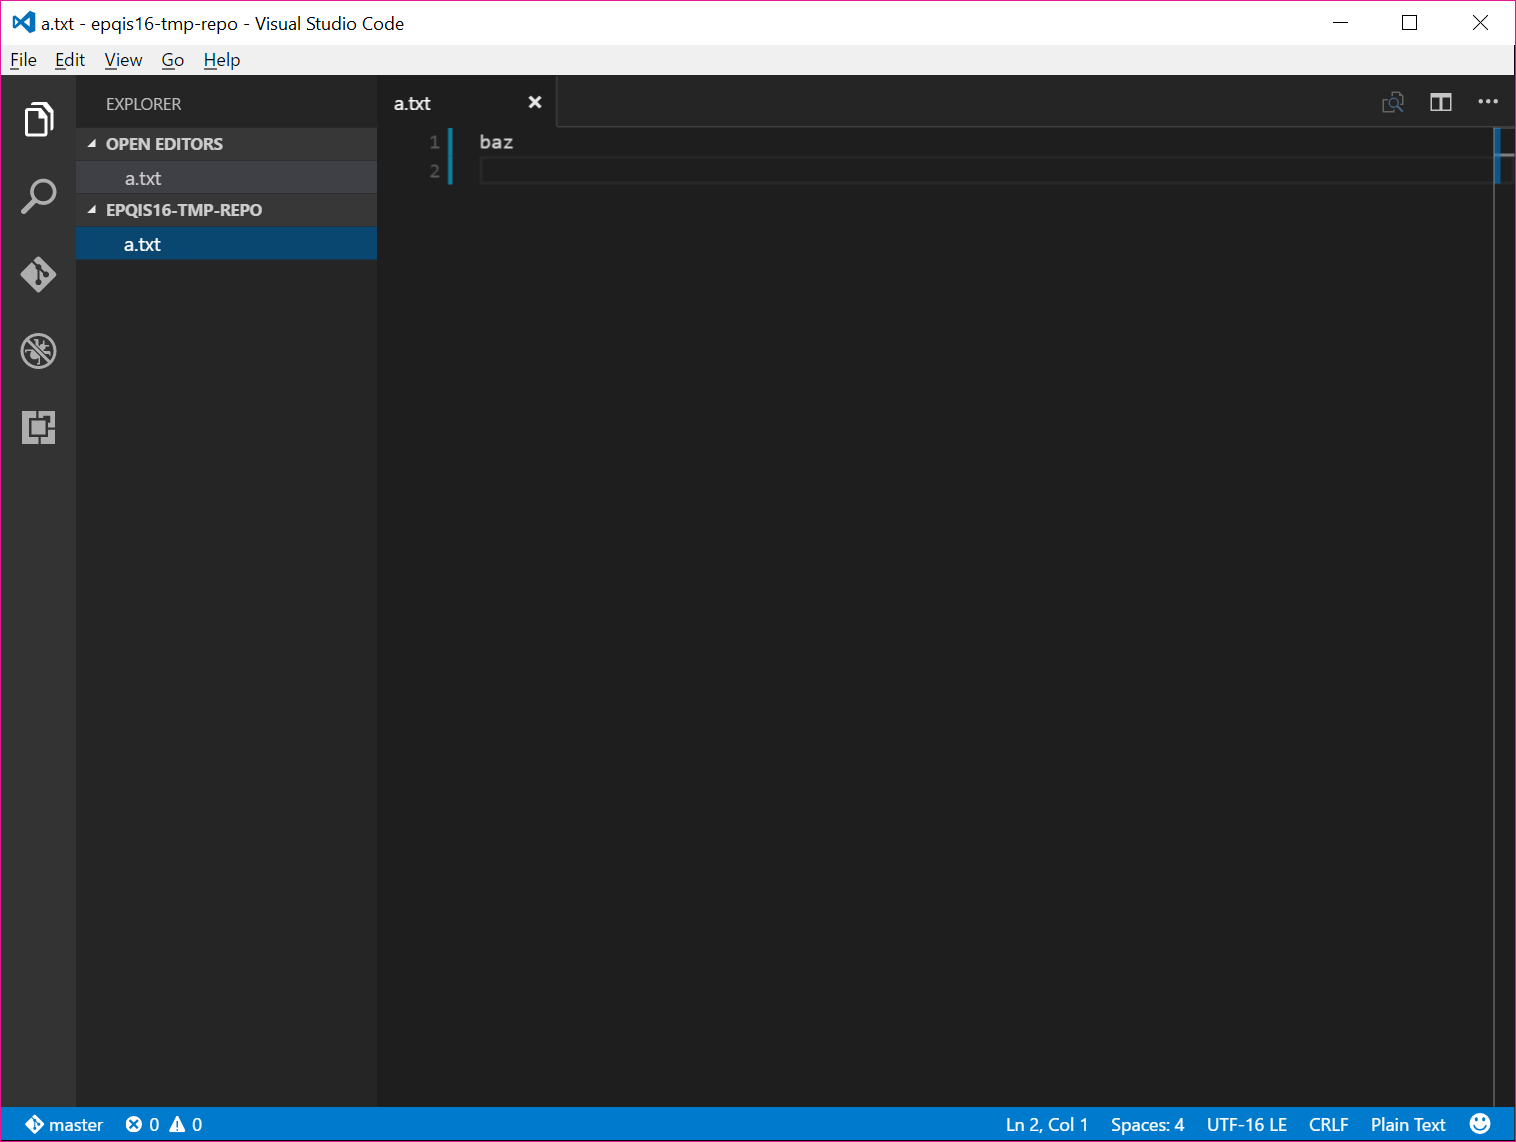 a.txt - epqis16-tmp-repo - Visual Studio Code
File Edit View Go Help
EXPLORER
OPEN EDITORS
a.txt
EPQIS16-TMP-REPO
a.txt
a.txt
1 baz
2
master 0 0 Ln 2, Col 1 Spaces: 4 UTF-16 LE CRLF Plain Text